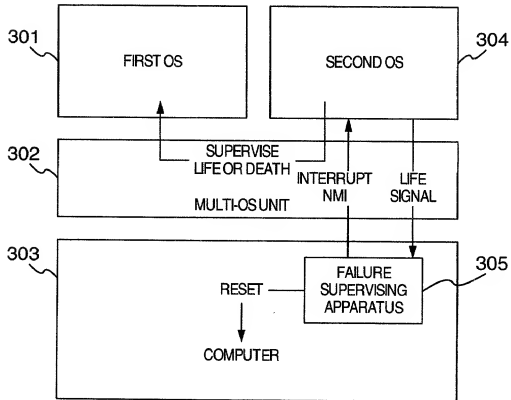 301
FIRST OS
SECOND OS
304
302
SUPERVISE
LIFE OR DEATH
INTERRUPT
NMI
LIFE
SIGNAL
MULTI-OS UNIT
303
FAILURE
SUPERVISING
APPARATUS
305
RESET
COMPUTER